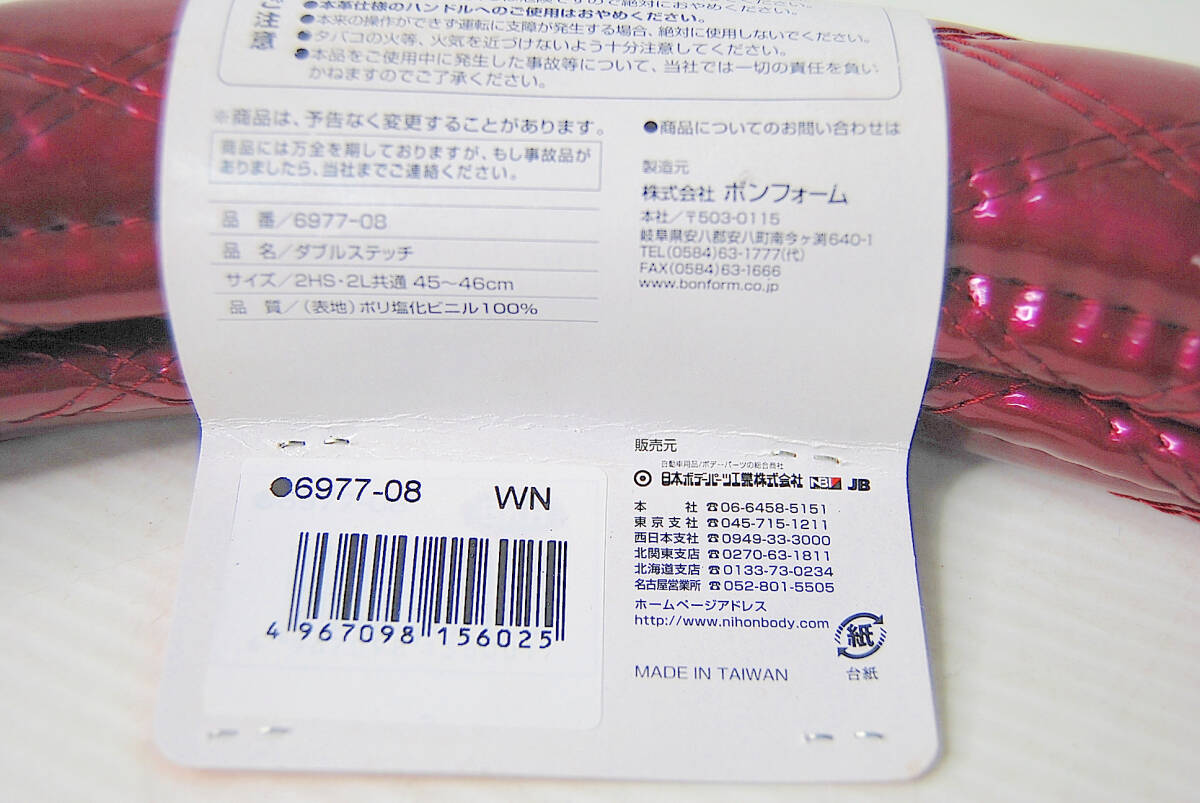 ご注意
●本革仕様のハンドルへのご使用はおやめください。
●本来の操作ができず運転に支障が発生する場合、絶対に使用しないでください。
●タバコの火等、火気を近づけないよう十分注意してください。
●本品をご使用中に発生した事故等について、当社では一切の責任を負い
かねますのでご了承ください。
※商品は、予告なく変更することがあります。
商品には万全を期しておりますが、もし事故品が
ありましたら、当社までご連絡ください。
品 番／6977-08
品 名／ダブルステッチ
サイズ／2HS・2L共通 45～46cm
品 質／（表地）ポリ塩化ビニル100%
●商品についてのお問い合わせは
製造元
株式会社 ボンフォーム
本社／〒503-0115
岐阜県安八郡安八町南今ヶ渕640-1
TEL(0584)63-1777(代)
FAX(0584)63-1666
www.bonform.co.jp
●6977-08 WN
4 967098 156025
販売元
自動車用品/ボデーパーツの総合商社
日本ボデーパーツ工業株式会社 NB JB
本 社 ☎06-6458-5151
東京支社 ☎045-715-1211
西日本支社 ☎0949-33-3000
北関東支店 ☎0270-63-1811
北海道支店 ☎0133-73-0234
名古屋営業所 ☎052-801-5505
ホームページアドレス
http://www.nihonbody.com
MADE IN TAIWAN
紙
台紙